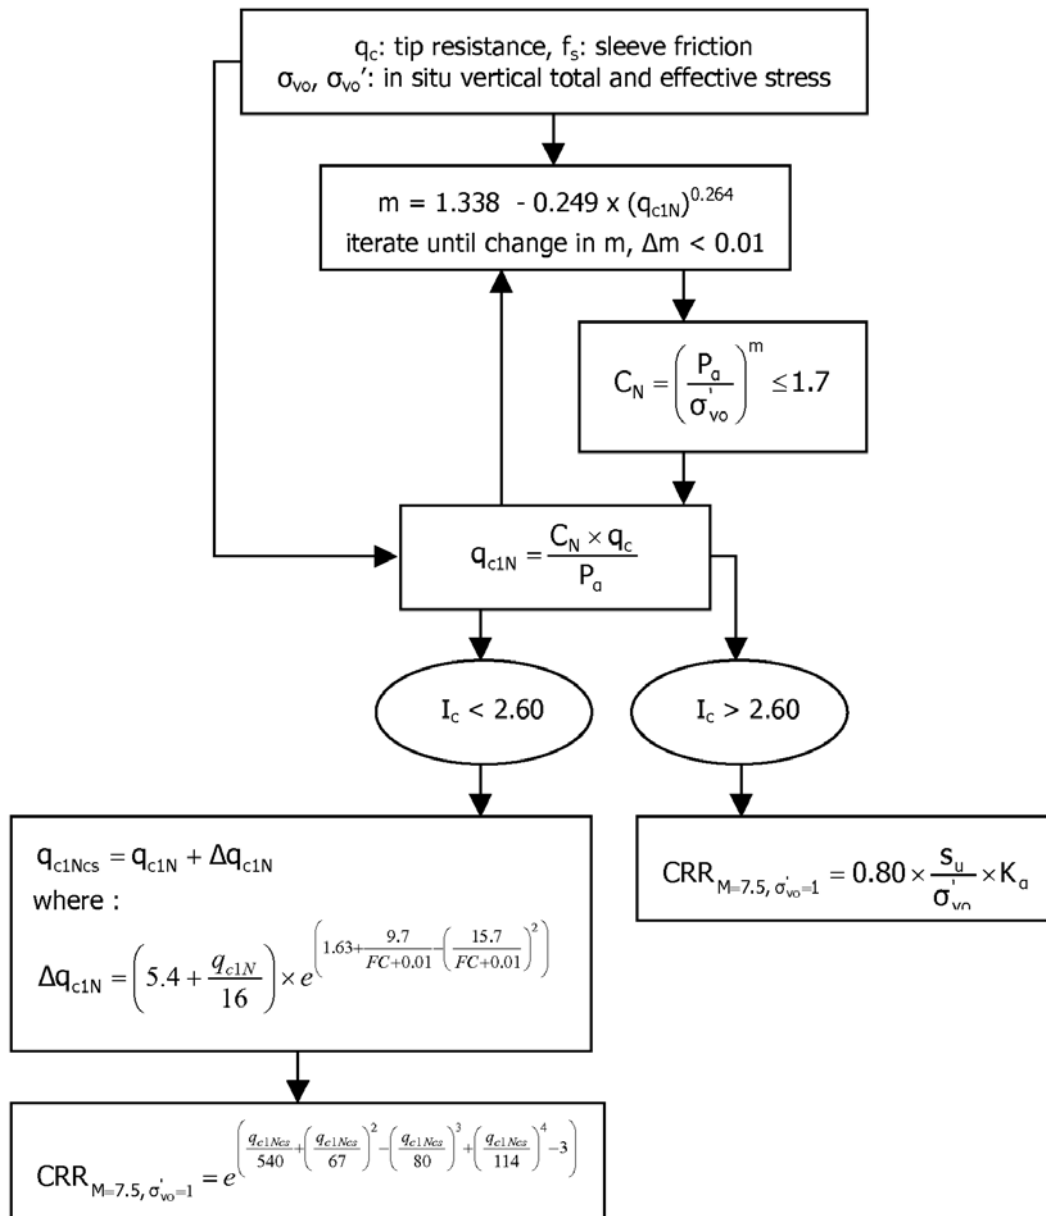 q_c: tip resistance, f_s: sleeve friction
σ_vo, σ_vo': in situ vertical total and effective stress
m = 1.338 - 0.249 x (q_c1N)^0.264
iterate until change in m, Δm < 0.01
C_N = (P_a / σ'_vo)^m ≤ 1.7
q_c1N = (C_N × q_c) / P_a
I_c < 2.60
I_c > 2.60
q_c1Ncs = q_c1N + Δq_c1N
where :
Δq_c1N = (5.4 + q_c1N / 16) × e^(1.63 + 9.7 / (FC+0.01) - (15.7 / (FC+0.01))^2)
CRR_M=7.5, σ'_vo=1 = 0.80 × s_u / σ'_vo × K_α
CRR_M=7.5, σ'_vo=1 = e^(q_c1Ncs / 540 + (q_c1Ncs / 67)^2 - (q_c1Ncs / 80)^3 + (q_c1Ncs / 114)^4 - 3)